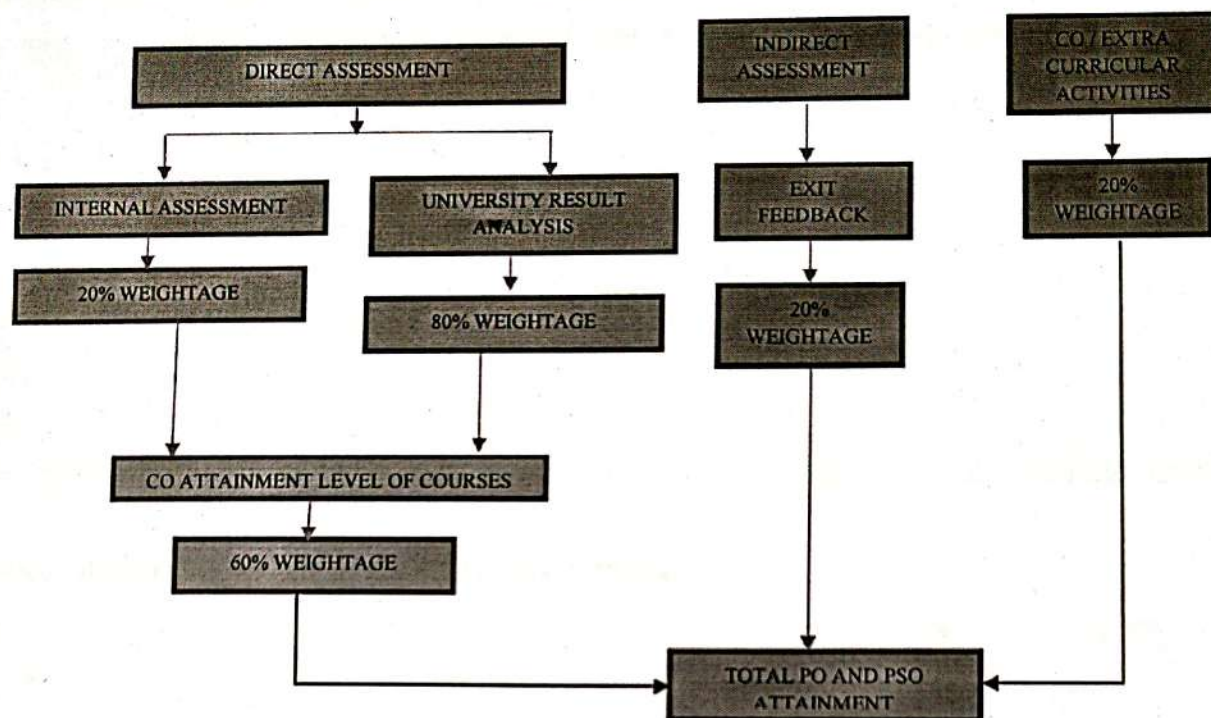 DIRECT ASSESSMENT
INDIRECT
ASSESSMENT
CO / EXTRA
CURRICULAR
ACTIVITIES
INTERNAL ASSESSMENT
UNIVERSITY RESULT
ANALYSIS
EXIT
FEEDBACK
20%
WEIGHTAGE
20% WEIGHTAGE
80% WEIGHTAGE
20%
WEIGHTAGE
CO ATTAINMENT LEVEL OF COURSES
60% WEIGHTAGE
TOTAL PO AND PSO
ATTAINMENT